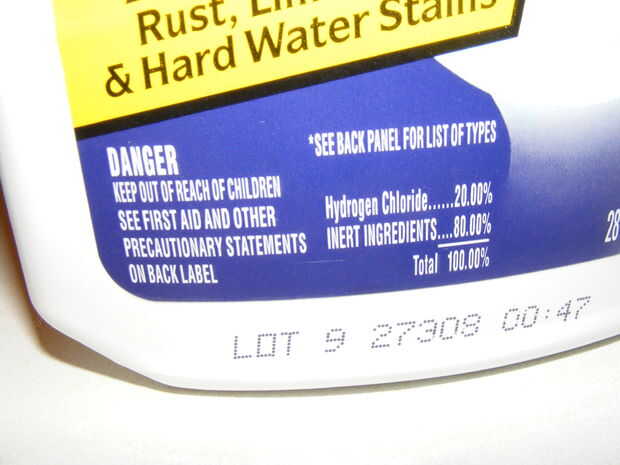 Rust,
& Hard Water Stains
*SEE BACK PANEL FOR LIST OF TYPES
DANGER
KEEP OUT OF REACH OF CHILDREN
SEE FIRST AID AND OTHER
PRECAUTIONARY STATEMENTS
ON BACK LABEL
Hydrogen Chloride......20.00%
INERT INGREDIENTS....80.00%
Total 100.00%
28
LOT 9 27308 00:47